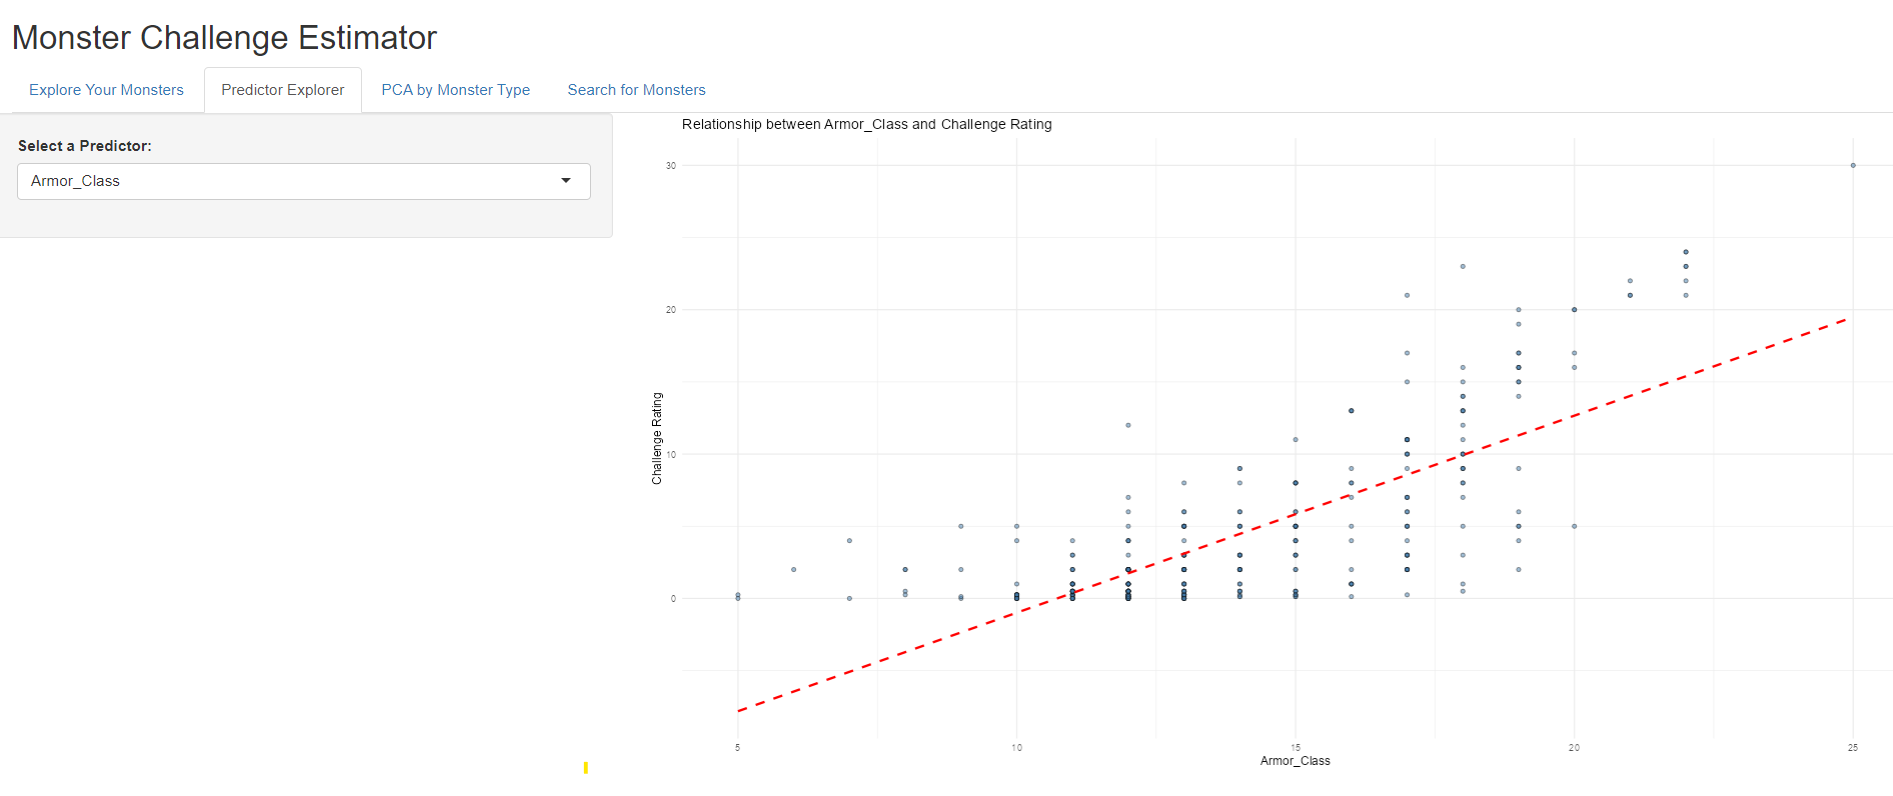 Monster Challenge Estimator
Explore Your Monsters
Predictor Explorer
PCA by Monster Type
Search for Monsters
Select a Predictor:
Armor_Class
Relationship between Armor_Class and Challenge Rating
Challenge Rating
30
20
10
0
5
10
15
20
25
Armor_Class